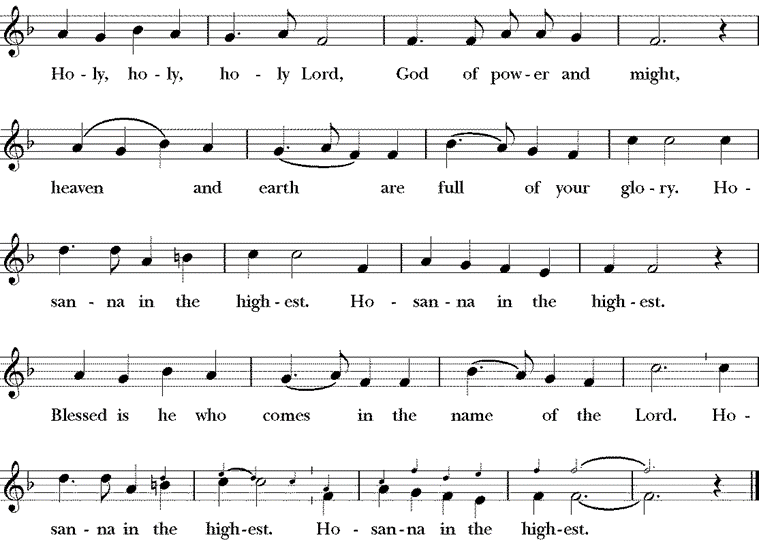 Ho - ly, ho - ly, ho - ly Lord, God of pow - er and might,
heaven and earth are full of your glo - ry. Ho -
san - na in the high - est. Ho - san - na in the high - est.
Blessed is he who comes in the name of the Lord. Ho -
san - na in the high - est. Ho - san - na in the high - est.